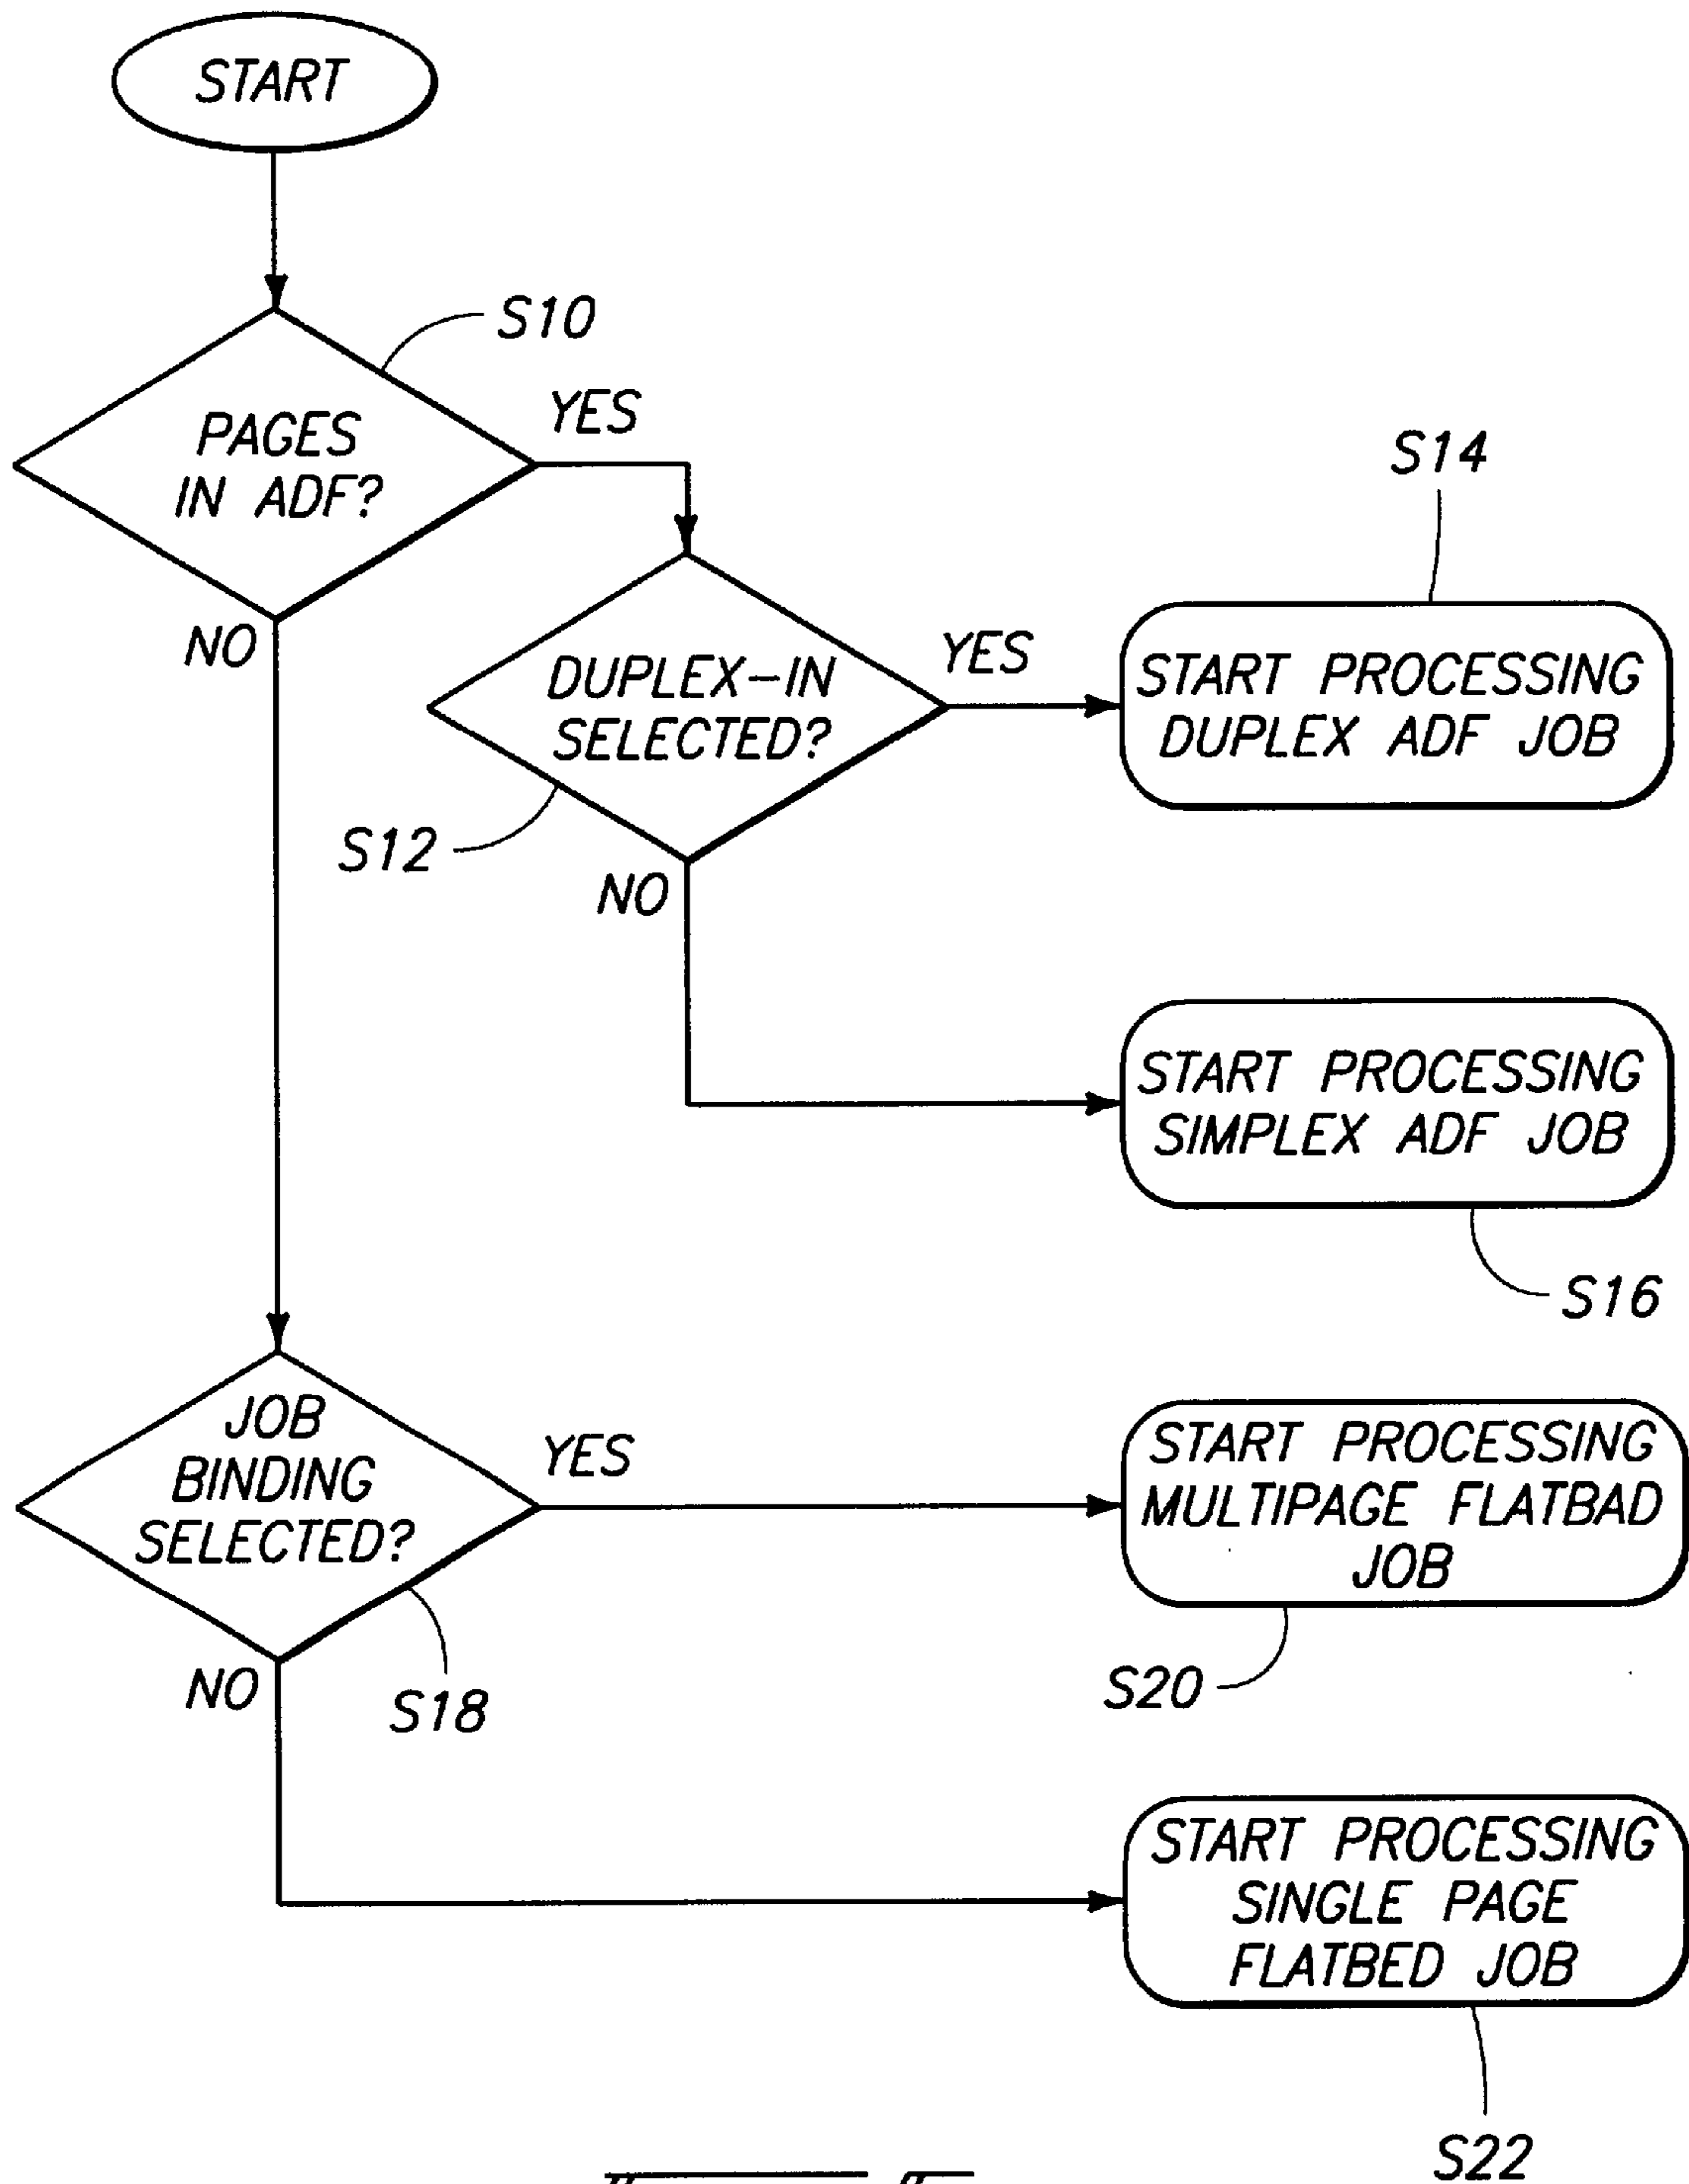 START
S10
PAGES
IN ADF?
YES
NO
S14
DUPLEX-IN
SELECTED?
YES
START PROCESSING
DUPLEX ADF JOB
S12
NO
START PROCESSING
SIMPLEX ADF JOB
S16
JOB
BINDING
SELECTED?
YES
START PROCESSING
MULTIPAGE FLATBAD
JOB
NO
S18
S20
START PROCESSING
SINGLE PAGE
FLATBED JOB
S22